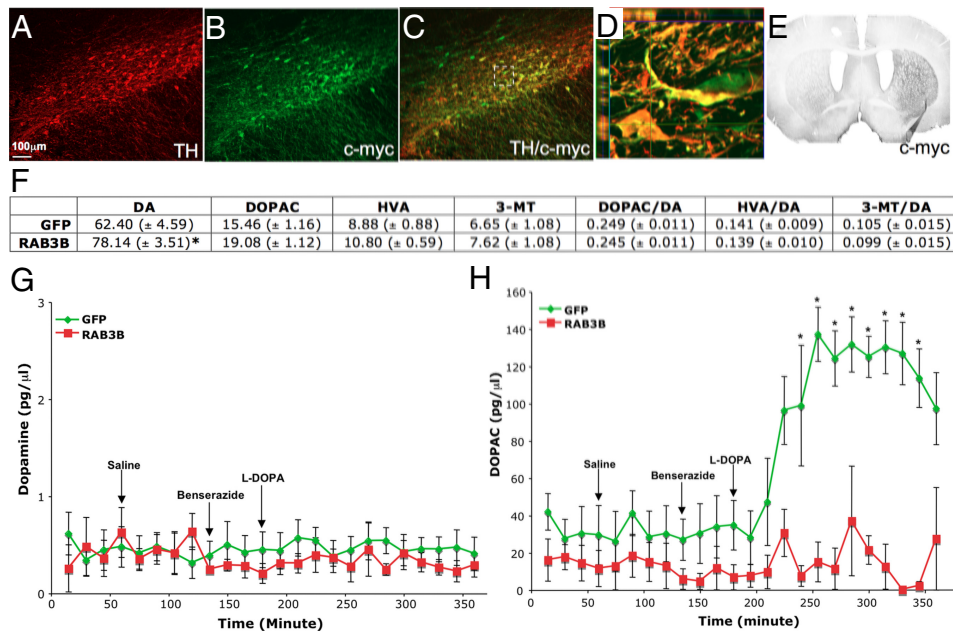 A
B
C
D
E
100μm
TH
c-myc
TH/c-myc
c-myc
F
DA DOPAC HVA 3-MT DOPAC/DA HVA/DA 3-MT/DA
GFP 62.40 (± 4.59) 15.46 (± 1.16) 8.88 (± 0.88) 6.65 (± 1.08) 0.249 (± 0.011) 0.141 (± 0.009) 0.105 (± 0.015)
RAB3B 78.14 (± 3.51)* 19.08 (± 1.12) 10.80 (± 0.59) 7.62 (± 1.08) 0.245 (± 0.011) 0.139 (± 0.010) 0.099 (± 0.015)
G
GFP
RAB3B
Dopamine (pg/μl)
3
2
1
0
Saline
Benserazide
L-DOPA
0 50 100 150 200 250 300 350
Time (Minute)
H
GFP
RAB3B
DOPAC (pg/μl)
160
140
120
100
80
60
40
20
0
* * * * * * * *
Saline
Benserazide
L-DOPA
0 50 100 150 200 250 300 350
Time (minute)